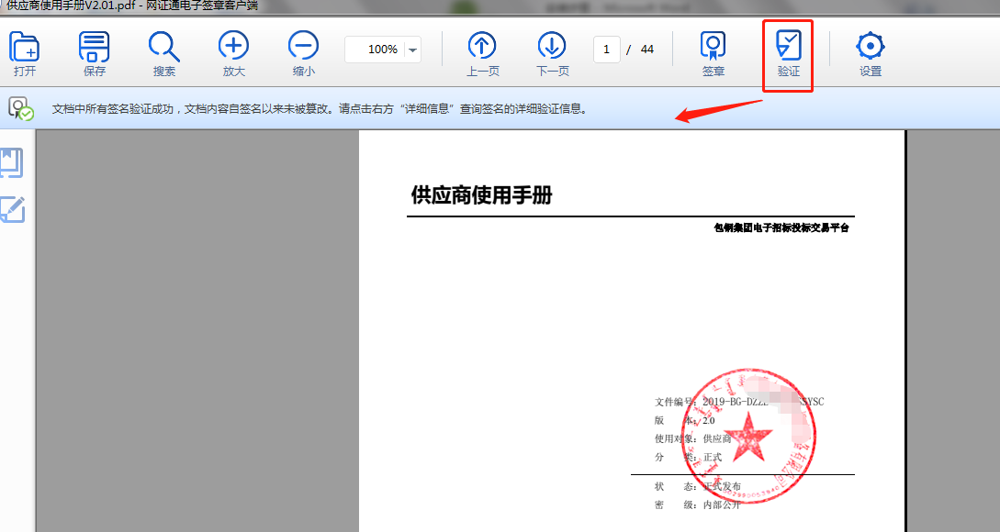 供应商使用手册V2.01.pdf - 网证通电子签章客户端
打开 保存 搜索 放大 缩小 100% 上一页 下一页 1 / 44 签章 验证 设置
文档中所有签名验证成功，文档内容自签名以来未被篡改。请点击右方“详细信息”查询签名的详细验证信息。
供应商使用手册
包钢集团电子招标投标交易平台
文件编号：2019-BG-DZZ SYSC
版 本：2.0
使用对象：供应商
分 类：正式
状 态：正式发布
密 级：内部公开